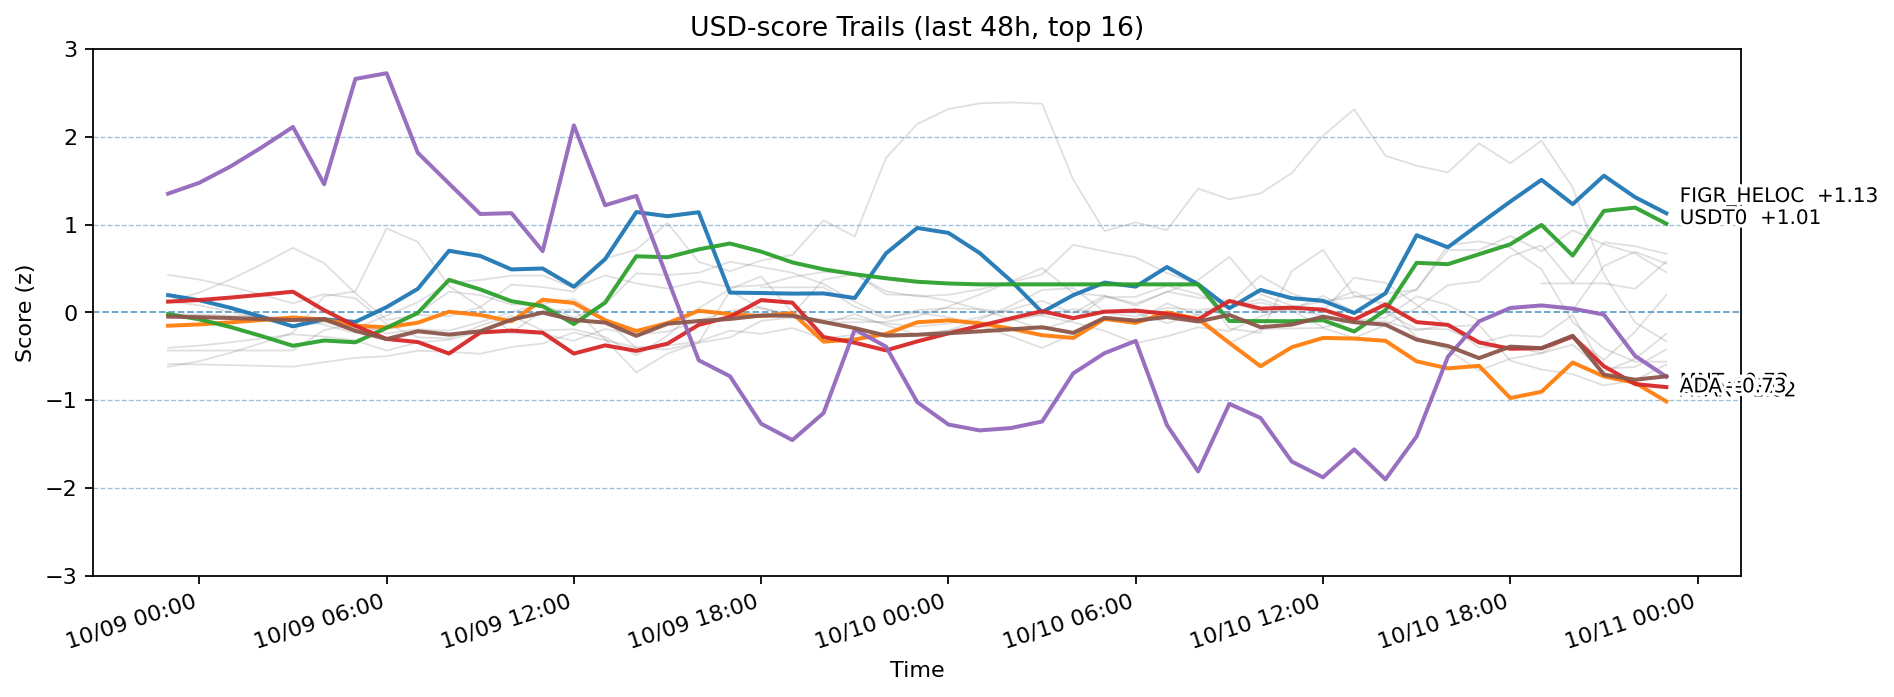 USD-score Trails (last 48h, top 16)
Score (z)
3
2
1
0
−1
−2
−3
FIGR_HELOC +1.13
USDT0 +1.01
ADA −0.73
10/09 00:00
10/09 06:00
10/09 12:00
10/09 18:00
10/10 00:00
10/10 06:00
10/10 12:00
10/10 18:00
10/11 00:00
Time